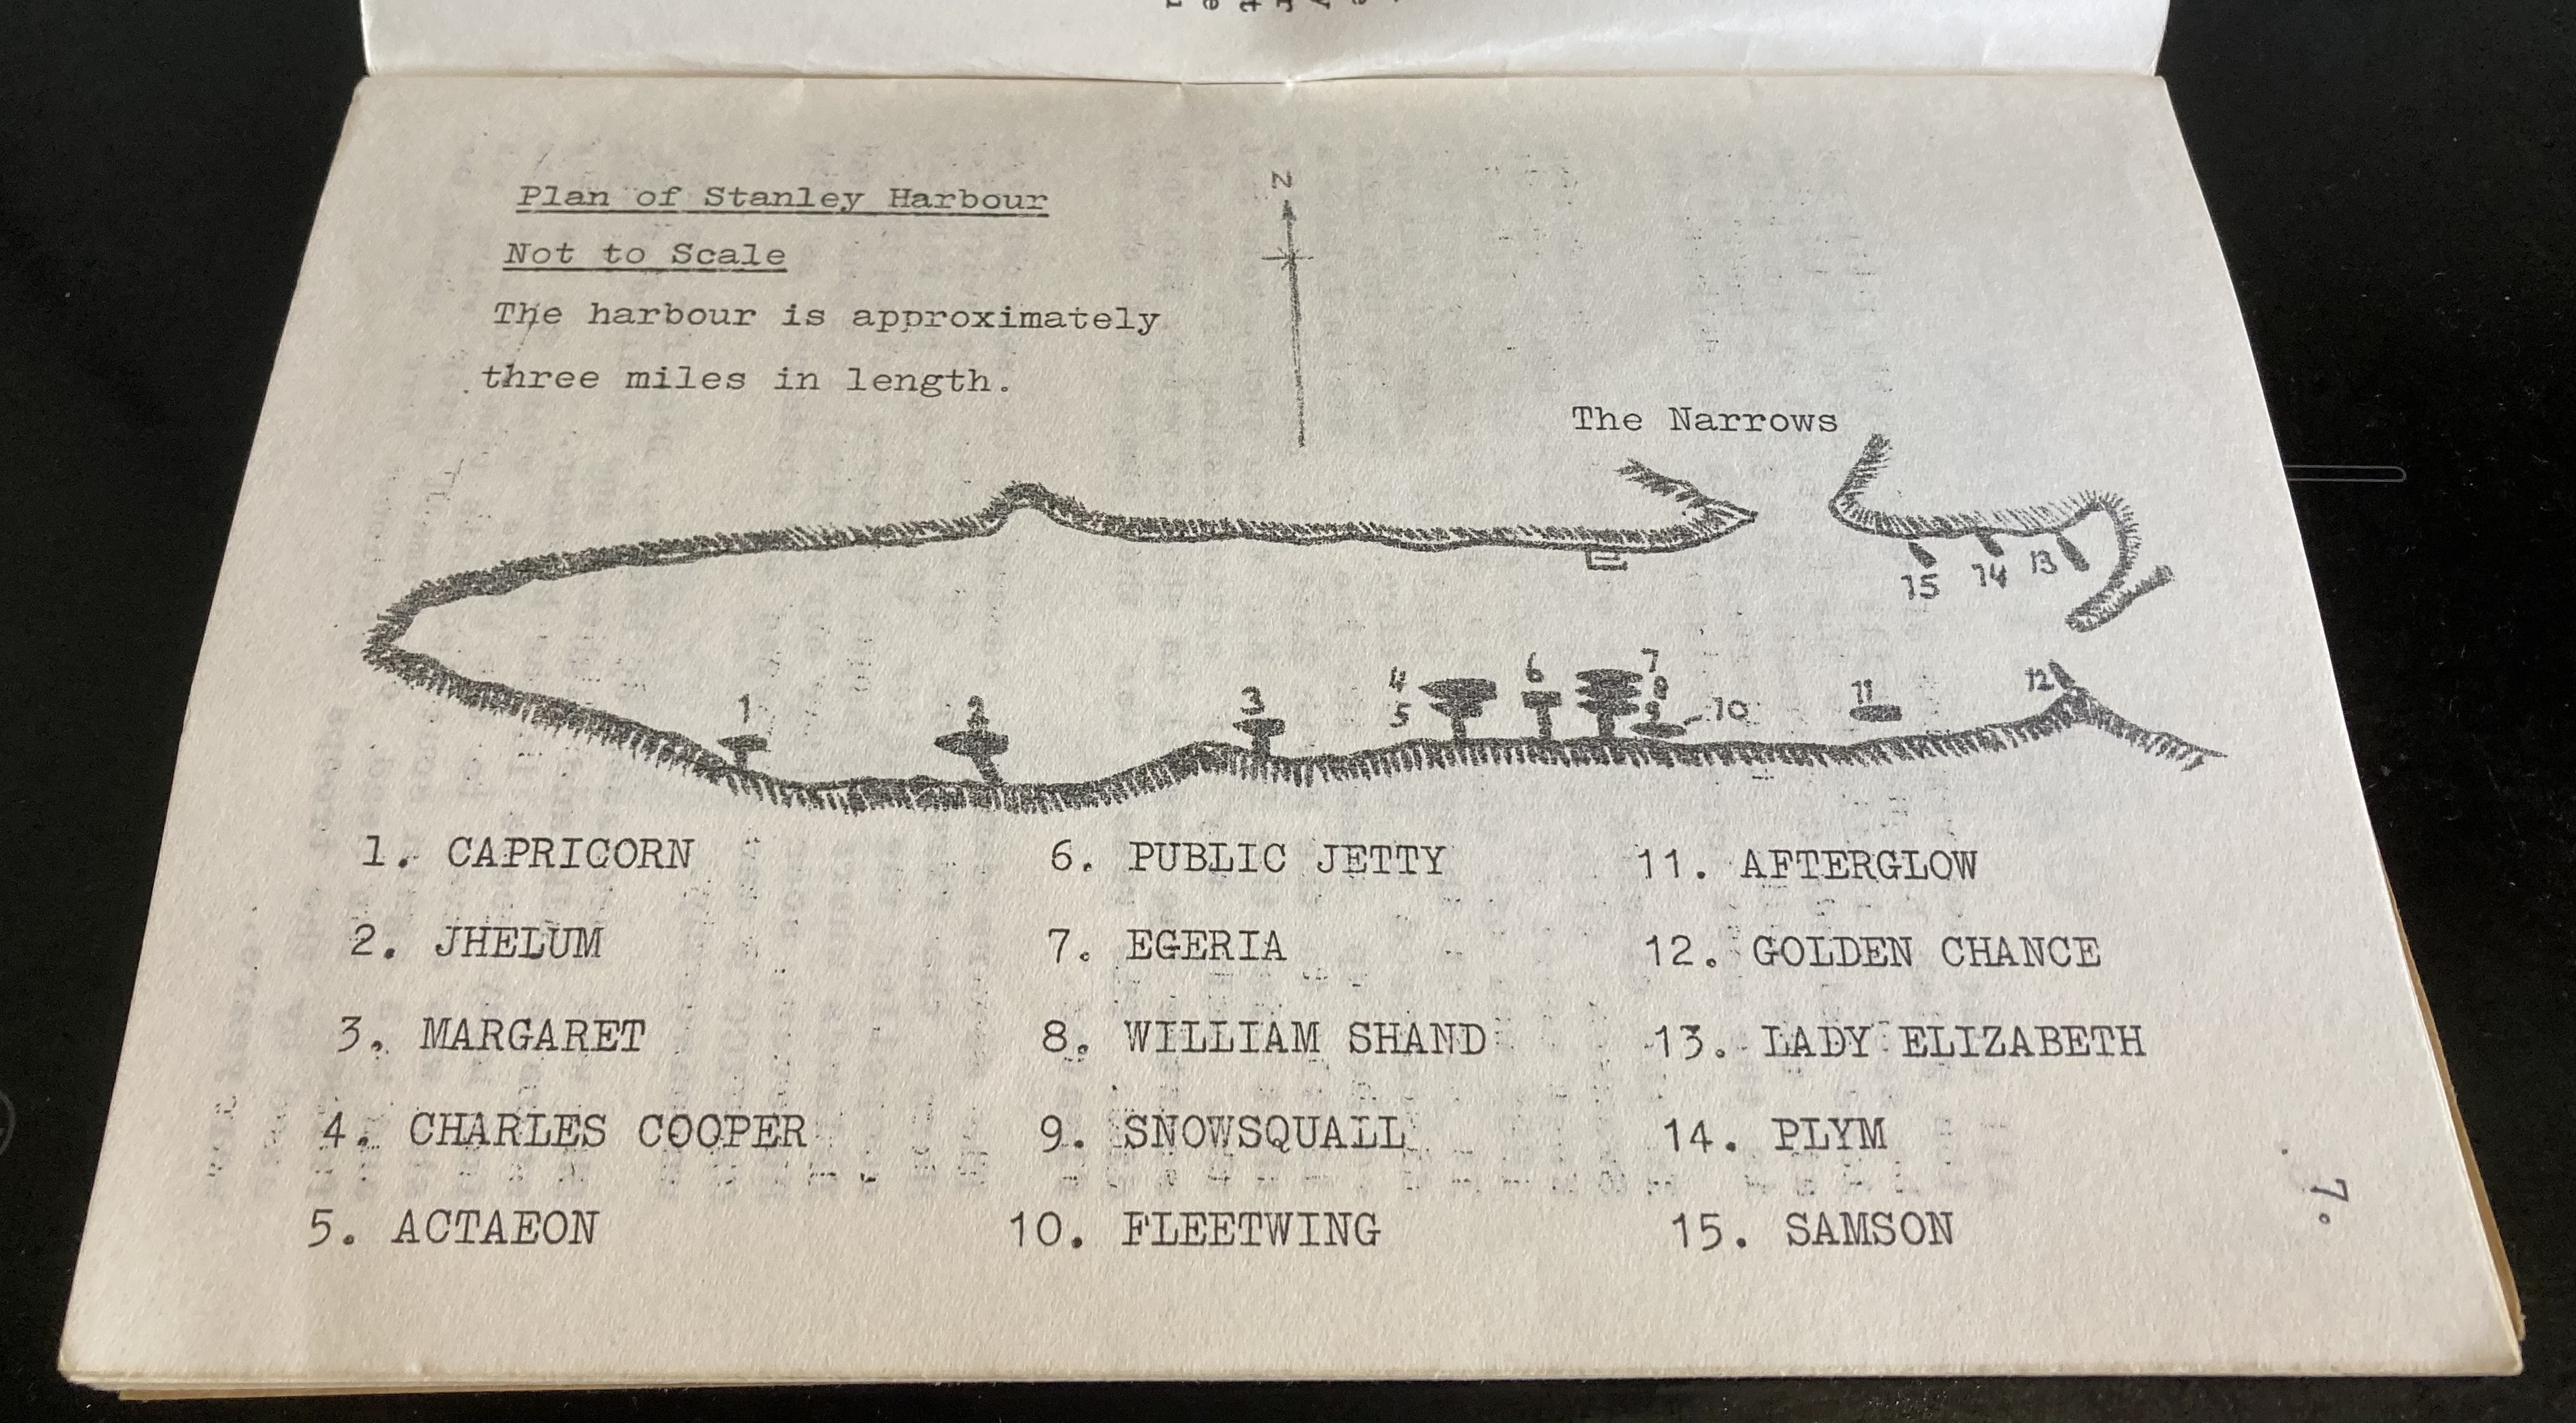 Plan of Stanley Harbour
Not to Scale
The harbour is approximately
three miles in length.
N
The Narrows
15 14 13
1 2 3 4 5 6 7 8 9 10 11 12
1. CAPRICORN
2. JHELUM
3. MARGARET
4. CHARLES COOPER
5. ACTAEON
6. PUBLIC JETTY
7. EGERIA
8. WILLIAM SHAND
9. SNOWSQUALL
10. FLEETWING
11. AFTERGLOW
12. GOLDEN CHANCE
13. LADY ELIZABETH
14. PLYM
15. SAMSON
7.